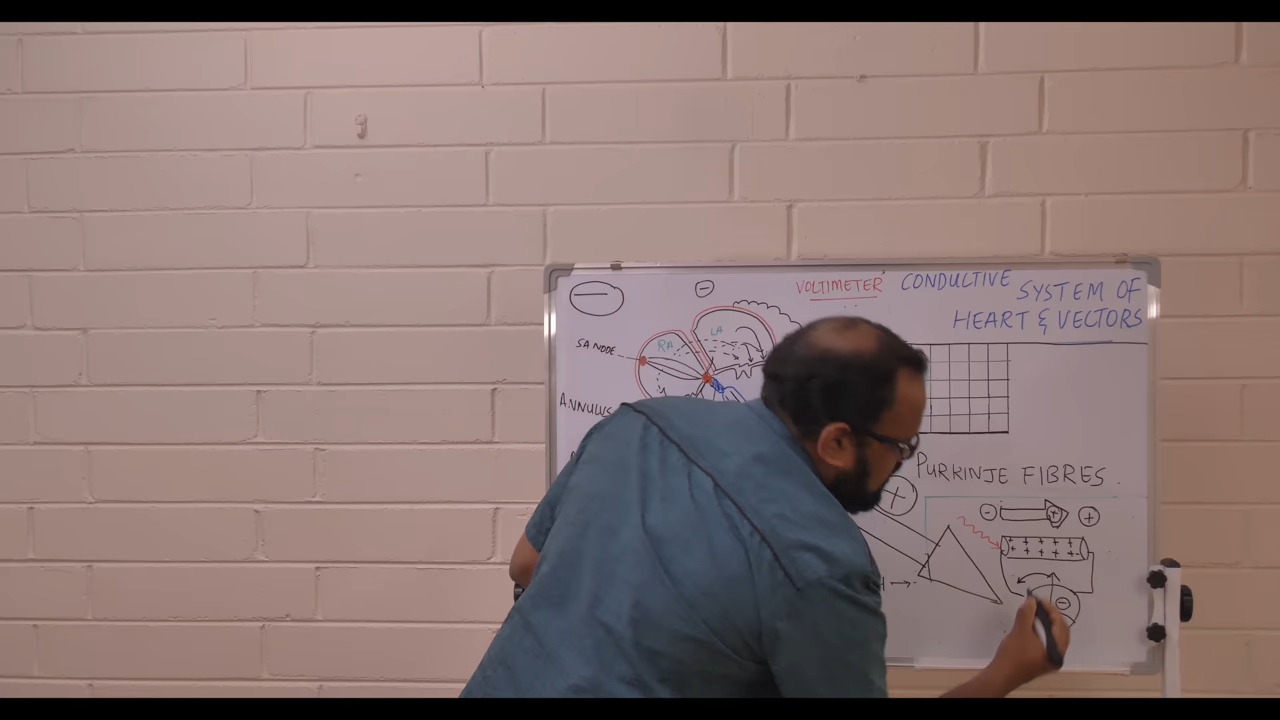 VOLTIMETER
CONDUCTIVE
SYSTEM OF
HEART & VECTORS
SA NODE
RA
LA
ANNULUS
PURKINJE FIBRES